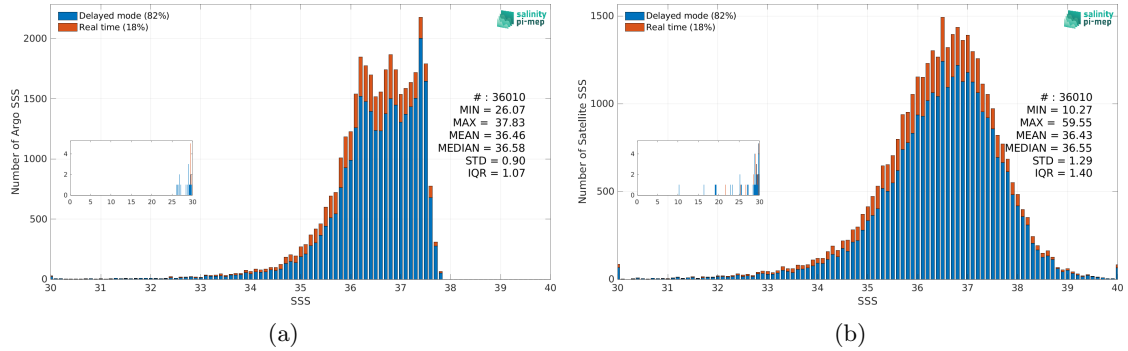 Delayed mode (82%)
Real time (18%)
salinity
pi-mep
Number of Argo SSS
2000
1500
1000
500
0
# : 36010
MIN = 26.07
MAX = 37.83
MEAN = 36.46
MEDIAN = 36.58
STD = 0.90
IQR = 1.07
4
2
0
0 5 10 15 20 25 30
30 31 32 33 34 35 36 37 38 39 40
SSS
(a)
Delayed mode (82%)
Real time (18%)
salinity
pi-mep
Number of Satellite SSS
1500
1000
500
0
# : 36010
MIN = 10.27
MAX = 59.55
MEAN = 36.43
MEDIAN = 36.55
STD = 1.29
IQR = 1.40
4
2
0
0 5 10 15 20 25 30
30 31 32 33 34 35 36 37 38 39 40
SSS
(b)